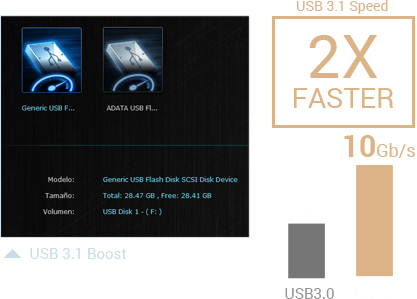 USB 3.1 Speed
2X
FASTER
Generic USB F...
ADATA USB Fl...
10Gb/s
Modelo: Generic USB Flash Disk SCSI Disk Device
Tamaño: Total: 28.47 GB , Free: 28.41 GB
Volumen: USB Disk 1 - ( F: )
USB 3.1 Boost
USB3.0